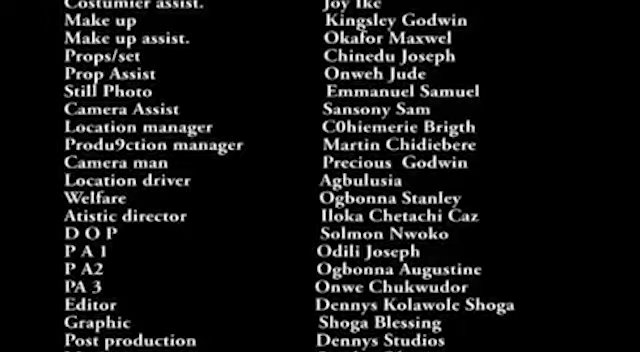 Costumier assist. Joy Ike
Make up Kingsley Godwin
Make up assist. Okafor Maxwel
Props/set Chinedu Joseph
Prop Assist Onweh Jude
Still Photo Emmanuel Samuel
Camera Assist Sansony Sam
Location manager C0hiemerie Brigth
Produ9ction manager Martin Chidiebere
Camera man Precious Godwin
Location driver Agbulusia
Welfare Ogbonna Stanley
Atistic director Iloka Chetachi Caz
D O P Solmon Nwoko
P A 1 Odili Joseph
P A2 Ogbonna Augustine
PA 3 Onwe Chukwudor
Editor Dennys Kolawole Shoga
Graphic Shoga Blessing
Post production Dennys Studios